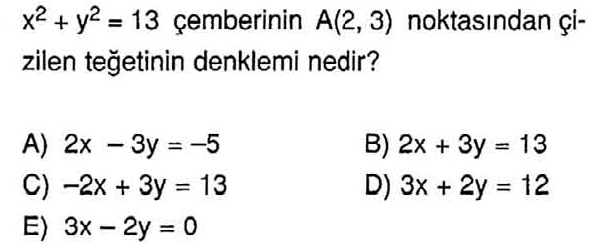 x² + y² = 13 çemberinin A(2, 3) noktasından çi-
zilen teğetinin denklemi nedir?
A) 2x – 3y = –5 B) 2x + 3y = 13
C) –2x + 3y = 13 D) 3x + 2y = 12
E) 3x – 2y = 0